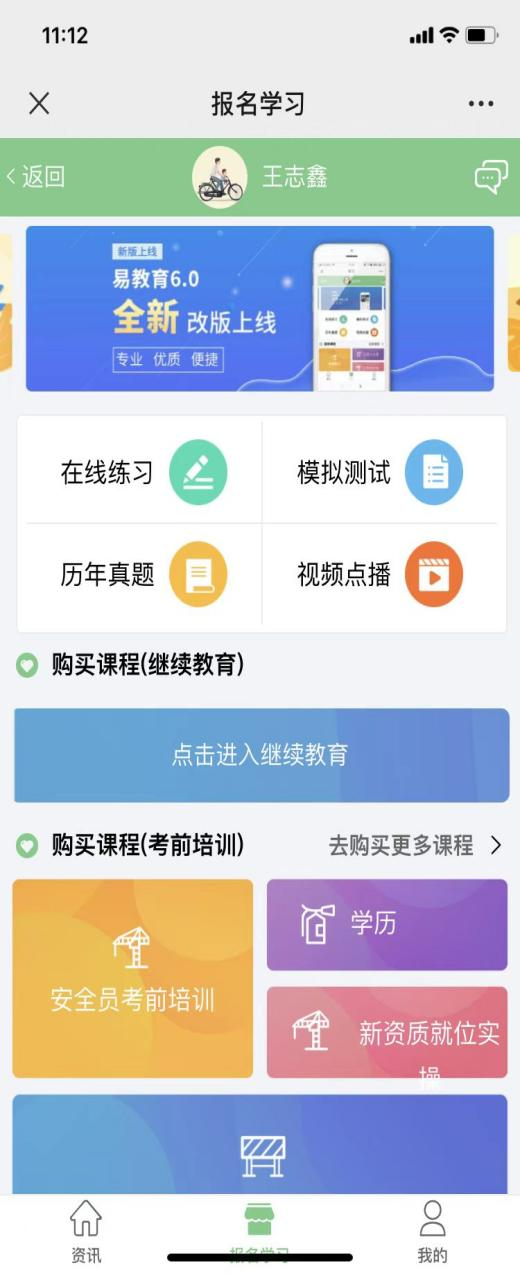 11:12
报名学习
返回
王志鑫
新版上线
易教育6.0
全新 改版上线
专业 优质 便捷
在线练习
模拟测试
历年真题
视频点播
购买课程(继续教育)
点击进入继续教育
购买课程(考前培训)
去购买更多课程
安全员考前培训
学历
新资质就位实
操
资讯
报名学习
我的